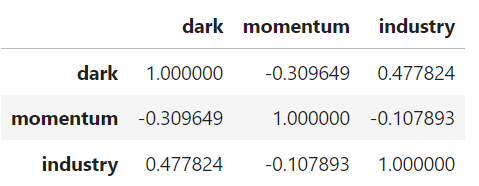 dark momentum industry
dark 1.000000 -0.309649 0.477824
momentum -0.309649 1.000000 -0.107893
industry 0.477824 -0.107893 1.000000